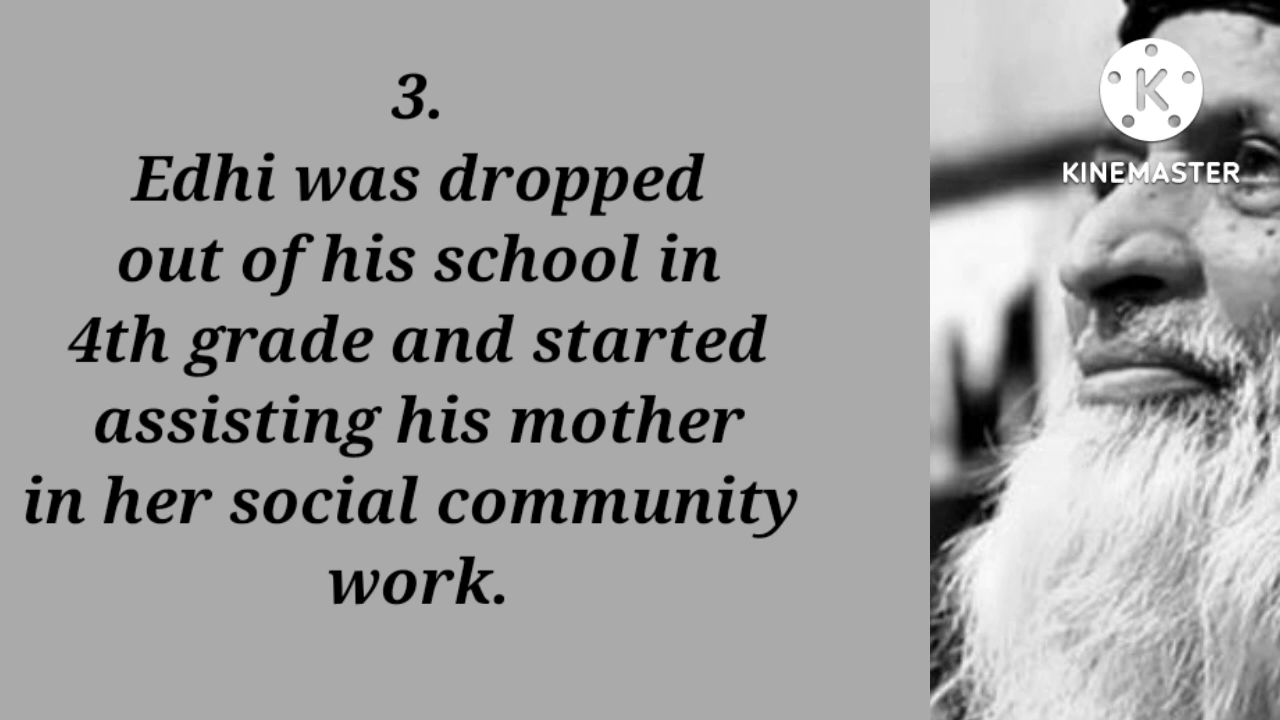 3.
Edhi was dropped
out of his school in
4th grade and started
assisting his mother
in her social community
work.
K
KINEMASTER